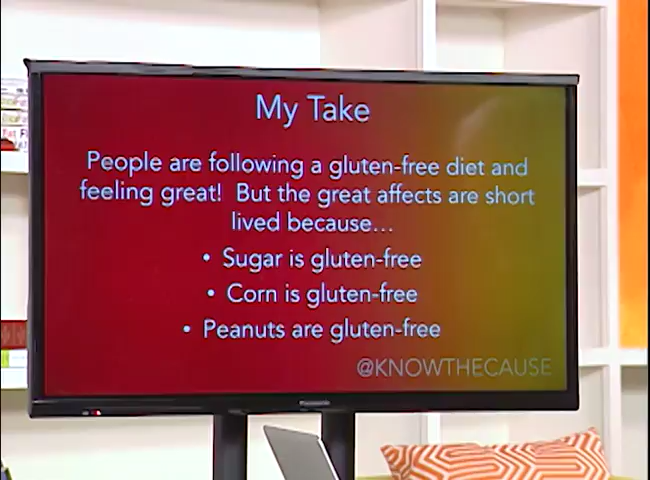 My Take
People are following a gluten-free diet and
feeling great! But the great affects are short
lived because...
• Sugar is gluten-free
• Corn is gluten-free
• Peanuts are gluten-free
@KNOWTHECAUSE